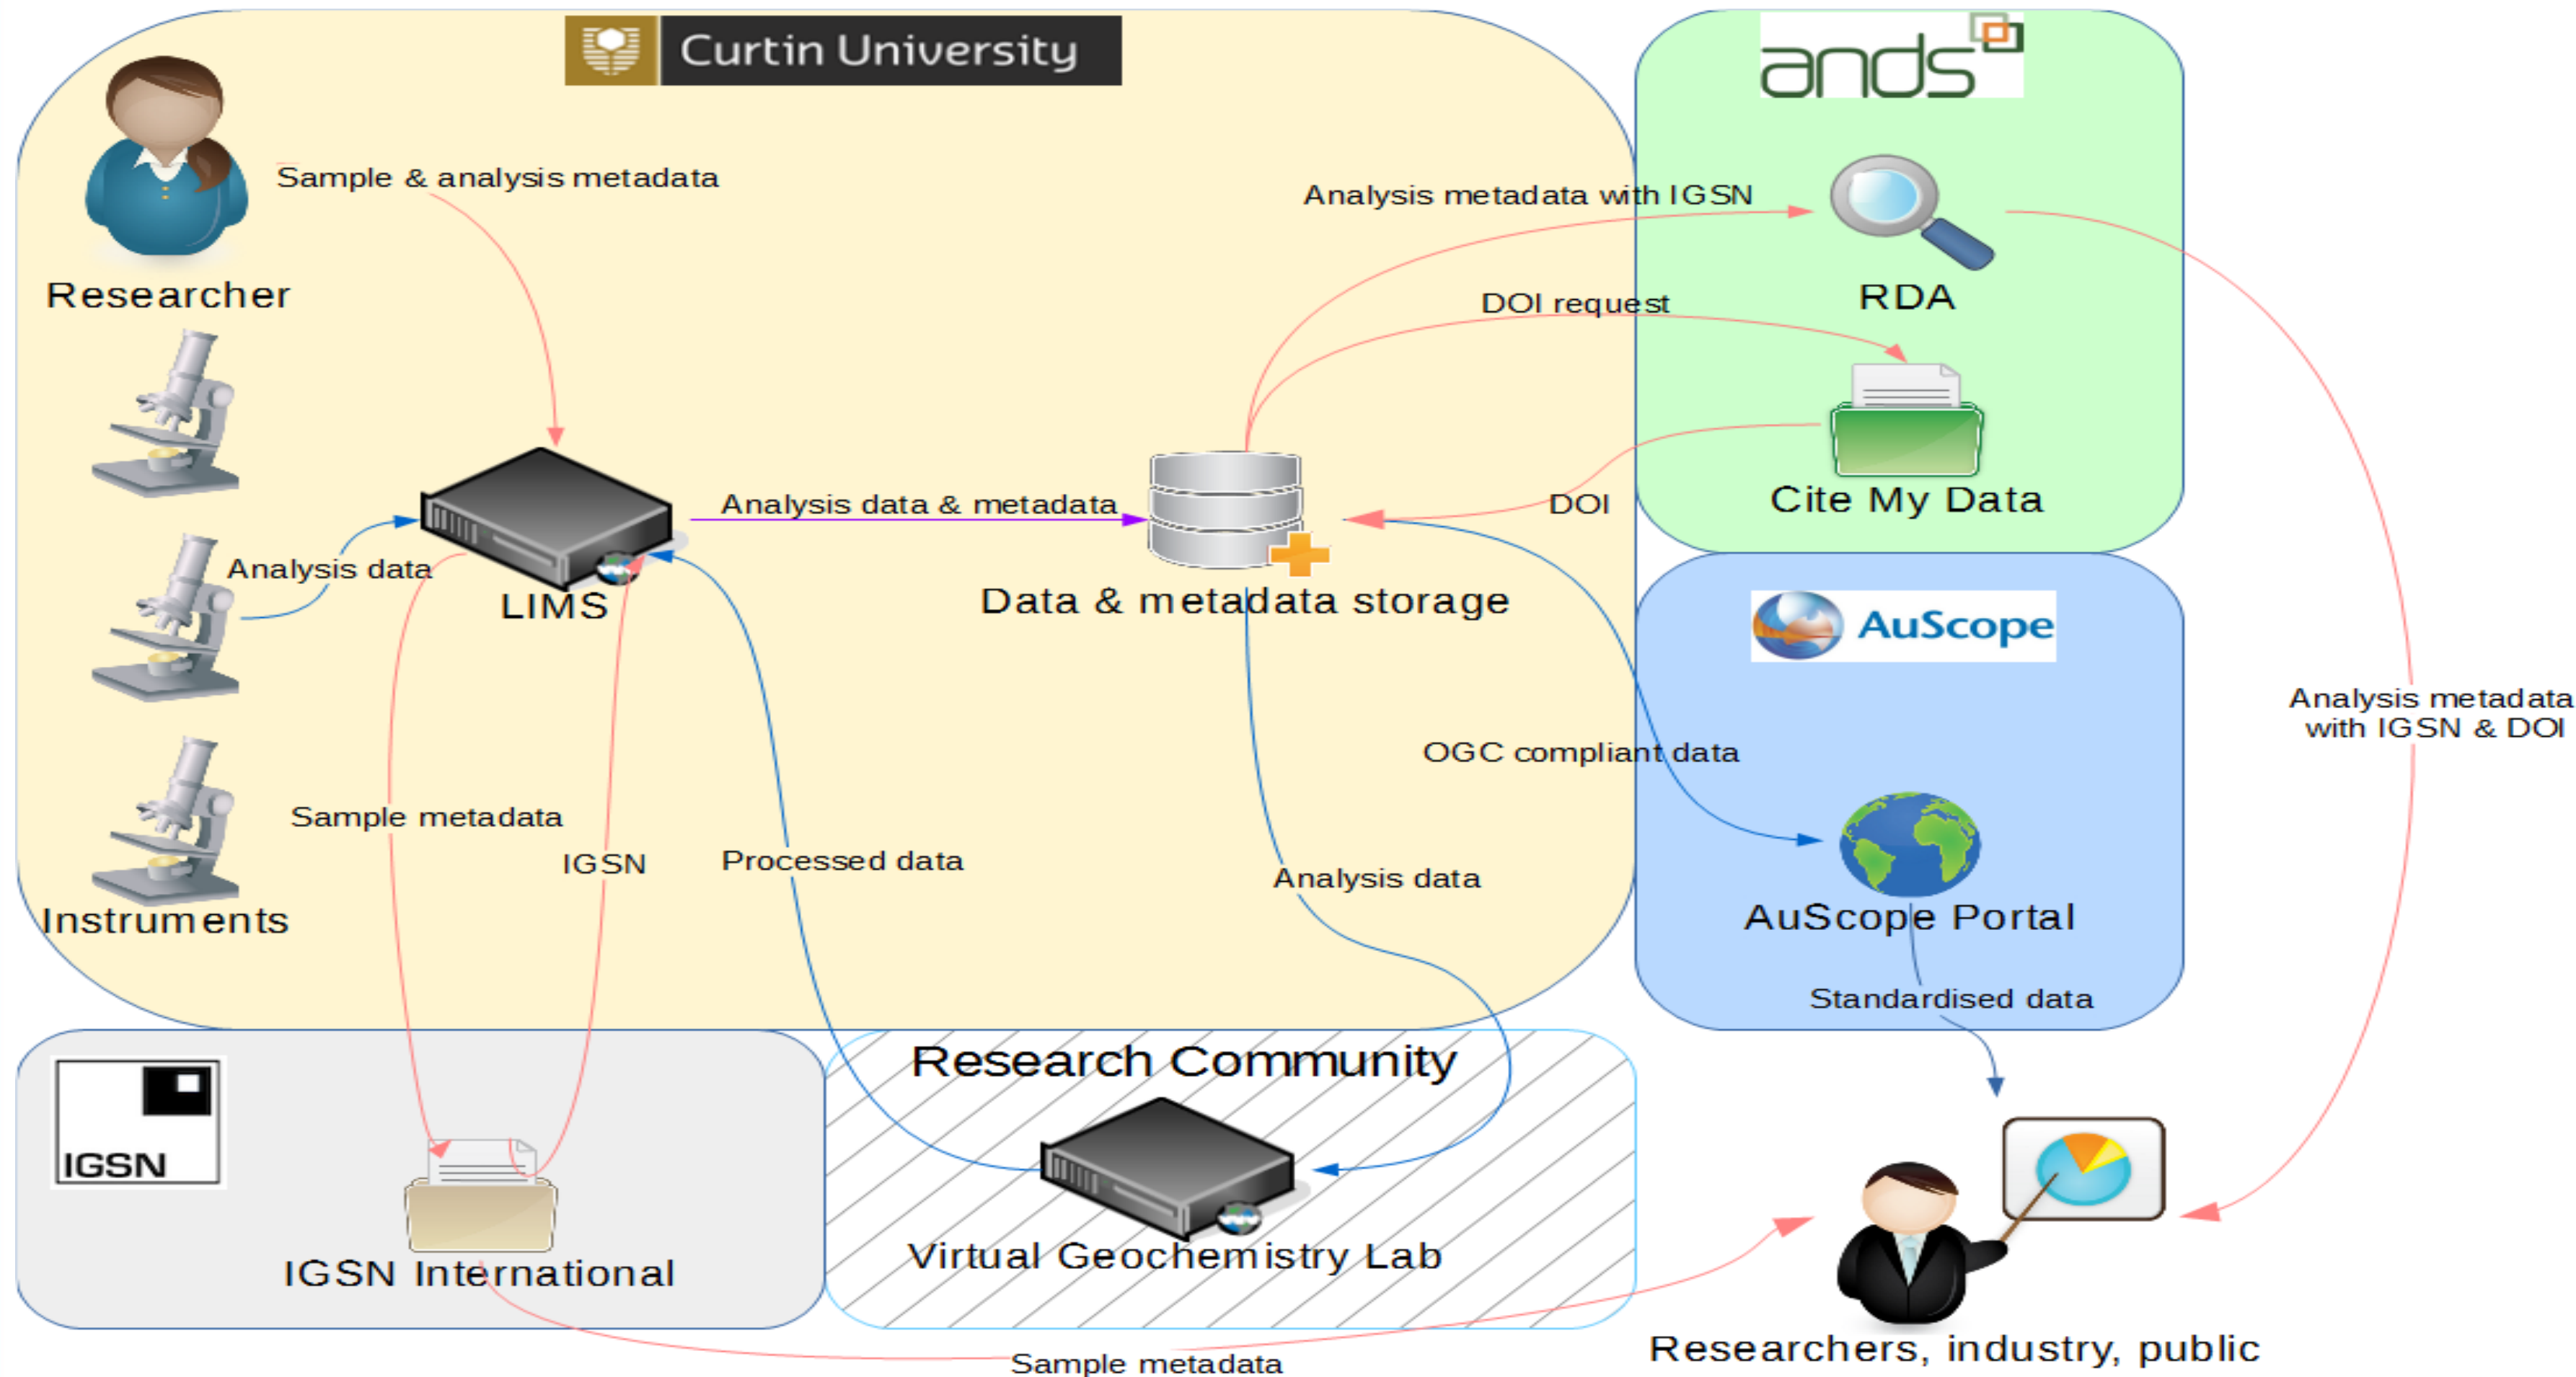 Curtin University
ands
Sample & analysis metadata
Researcher
Analysis metadata with IGSN
RDA
DOI request
Cite My Data
Analysis data & metadata
DOI
Analysis data
LIMS
Data & metadata storage
AuScope
Analysis metadata
with IGSN & DOI
OGC compliant data
Sample metadata
IGSN
Processed data
Analysis data
Instruments
AuScope Portal
Standardised data
Research Community
IGSN
IGSN International
Virtual Geochemistry Lab
Sample metadata
Researchers, industry, public